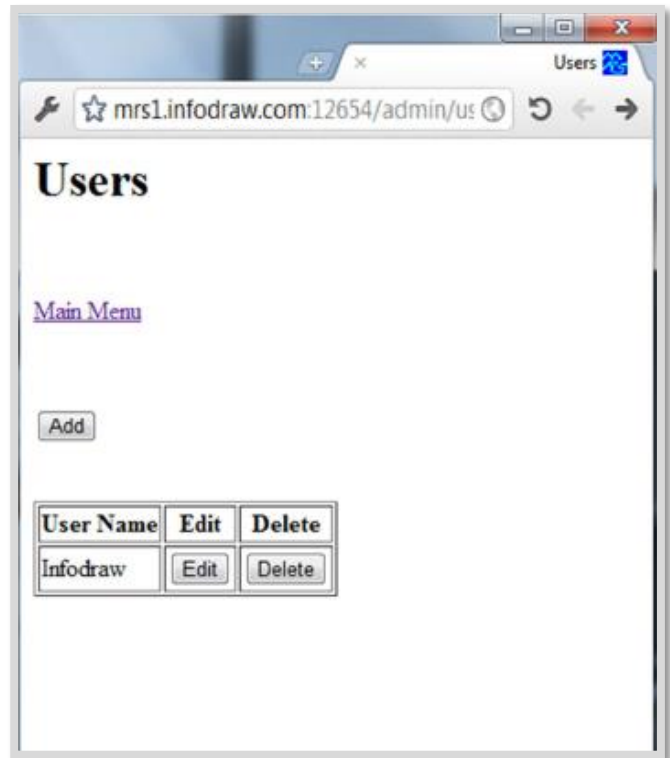 Users
mrs1.infodraw.com:12654/admin/us
Users
Main Menu
Add
User Name Edit Delete
Infodraw Edit Delete